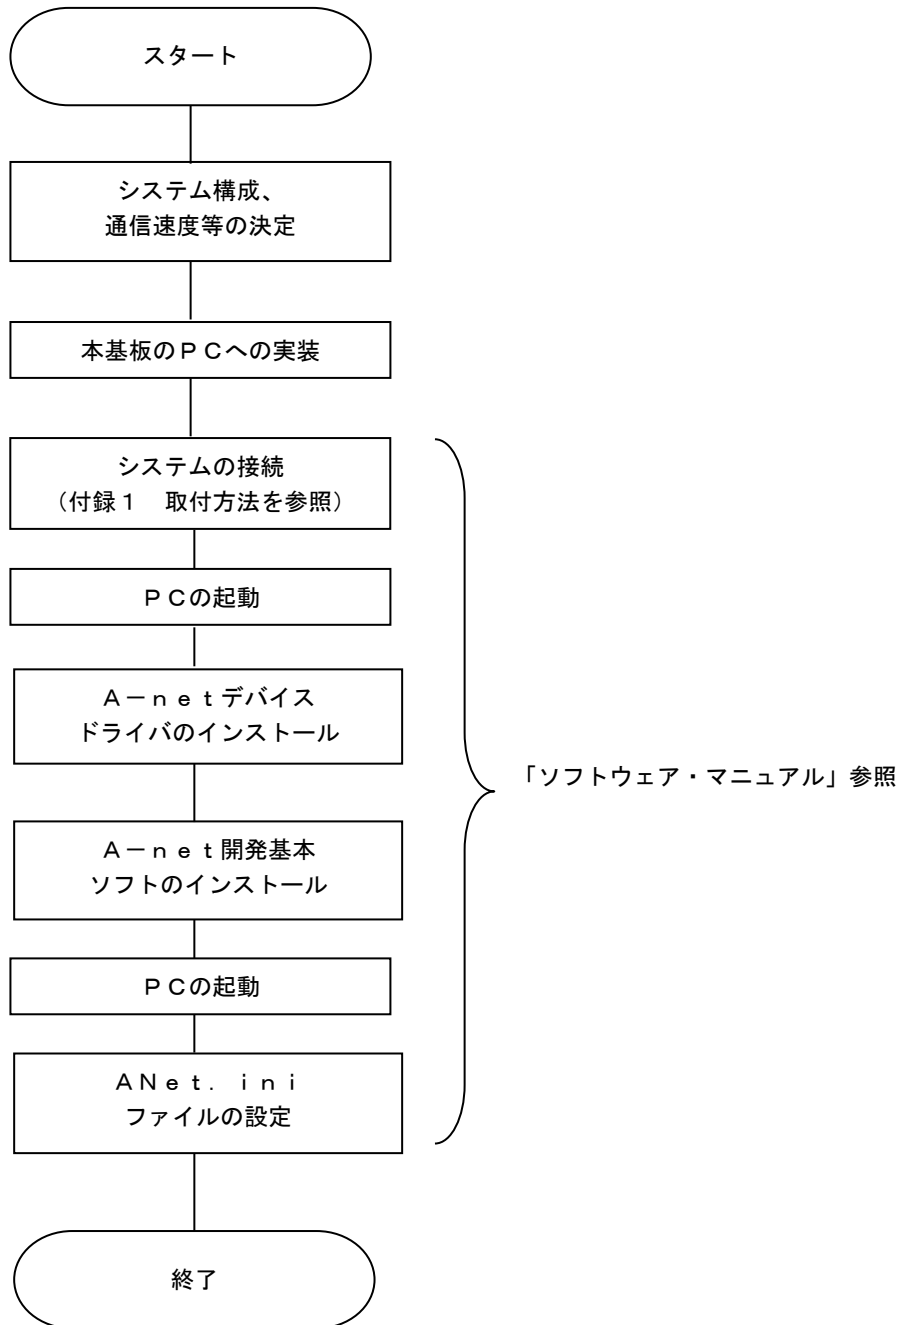 スタート
システム構成、
通信速度等の決定
本基板のＰＣへの実装
システムの接続
（付録１　取付方法を参照）
ＰＣの起動
Ａ－ｎｅｔデバイス
ドライバのインストール
「ソフトウェア・マニュアル」参照
Ａ－ｎｅｔ開発基本
ソフトのインストール
ＰＣの起動
ＡＮｅｔ．ｉｎｉ
ファイルの設定
終了